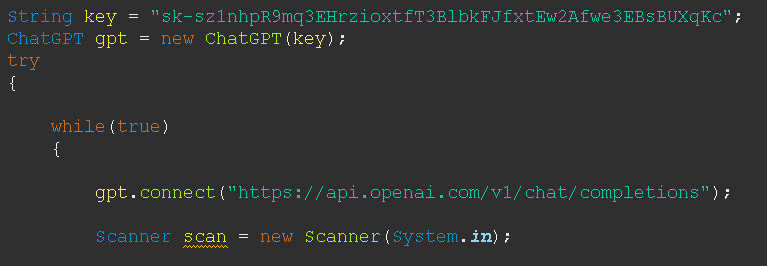 String key = "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";
ChatGPT gpt = new ChatGPT(key);
try
{
while(true)
{
gpt.connect("https://api.openai.com/v1/chat/completions");
Scanner scan = new Scanner(System.in);